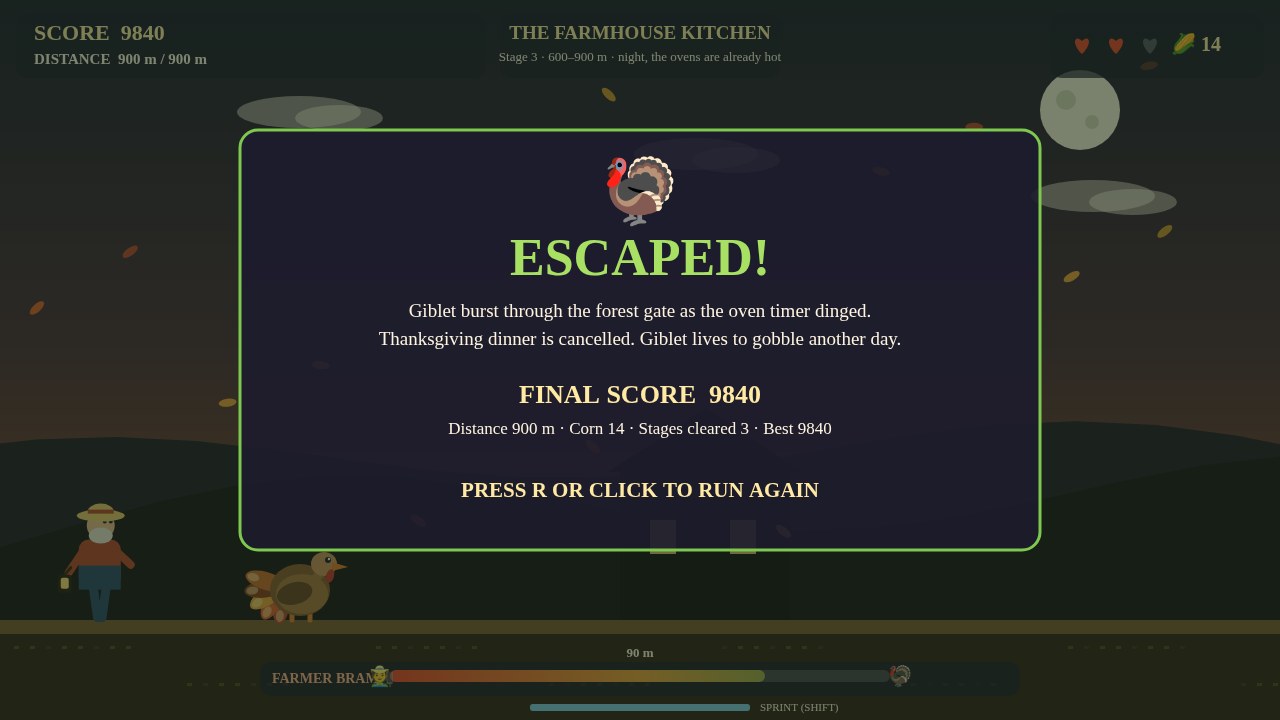 SCORE 9840
DISTANCE 900 m / 900 m
THE FARMHOUSE KITCHEN
Stage 3 · 600–900 m · night, the ovens are already hot
14
ESCAPED!
Giblet burst through the forest gate as the oven timer dinged.
Thanksgiving dinner is cancelled. Giblet lives to gobble another day.
FINAL SCORE 9840
Distance 900 m · Corn 14 · Stages cleared 3 · Best 9840
PRESS R OR CLICK TO RUN AGAIN
90 m
FARMER
SPRINT (SHIFT)